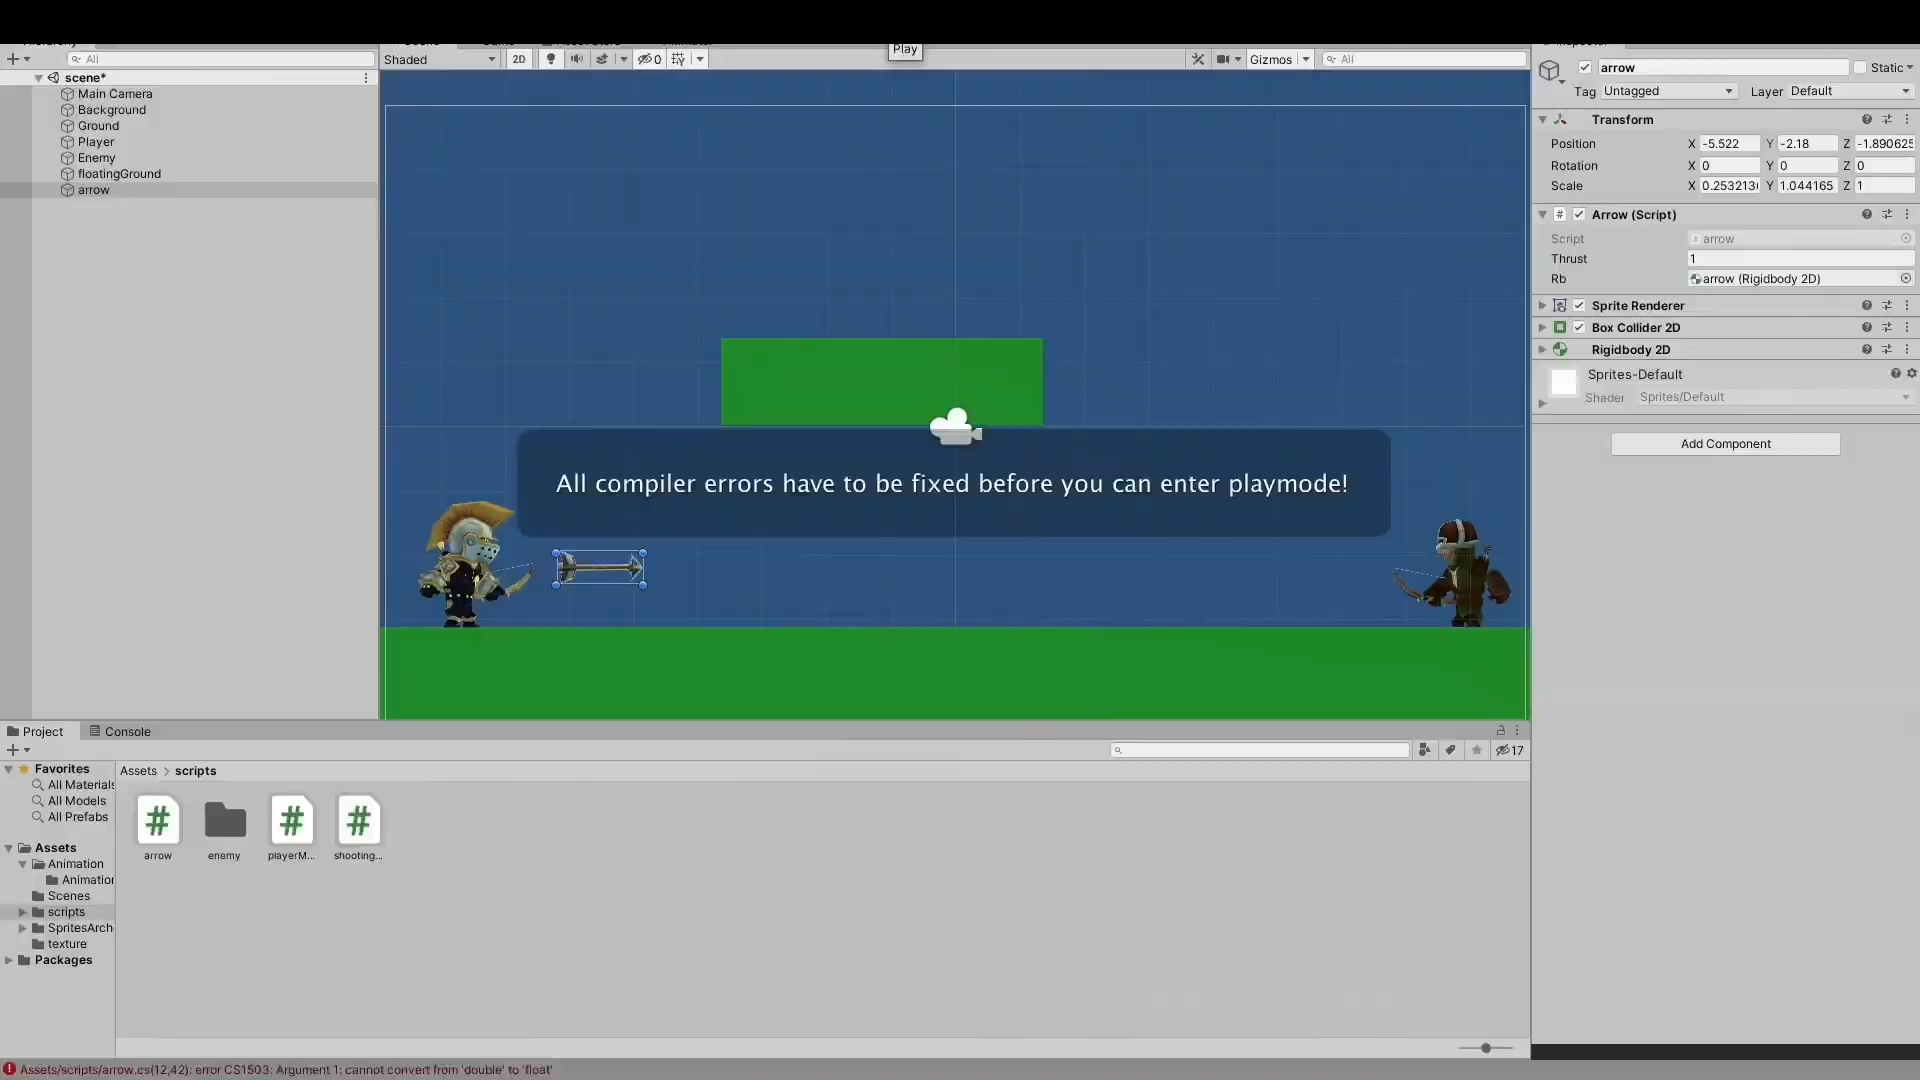 Play
All
Shaded
2D
0
Gizmos
All
arrow
Static
Tag Untagged Layer Default
scene*
Main Camera
Background
Ground
Player
Enemy
floatingGround
arrow
Transform
Position X -5.522 Y -2.18 Z -1.890625
Rotation X 0 Y 0 Z 0
Scale X 0.2532130 Y 1.044165 Z 1
# Arrow (Script)
Script # arrow
Thrust 1
Rb arrow (Rigidbody 2D)
Sprite Renderer
Box Collider 2D
Rigidbody 2D
Sprites-Default
Shader Sprites/Default
Add Component
All compiler errors have to be fixed before you can enter playmode!
Project Console
17
Favorites
All Materials
All Models
All Prefabs
Assets
Animation
Animation
Scenes
scripts
SpritesArch
texture
Packages
Assets > scripts
# # #
arrow enemy playerM... shooting...
Assets/scripts/arrow.cs(12,42): error CS1503: Argument 1: cannot convert from 'double' to 'float'